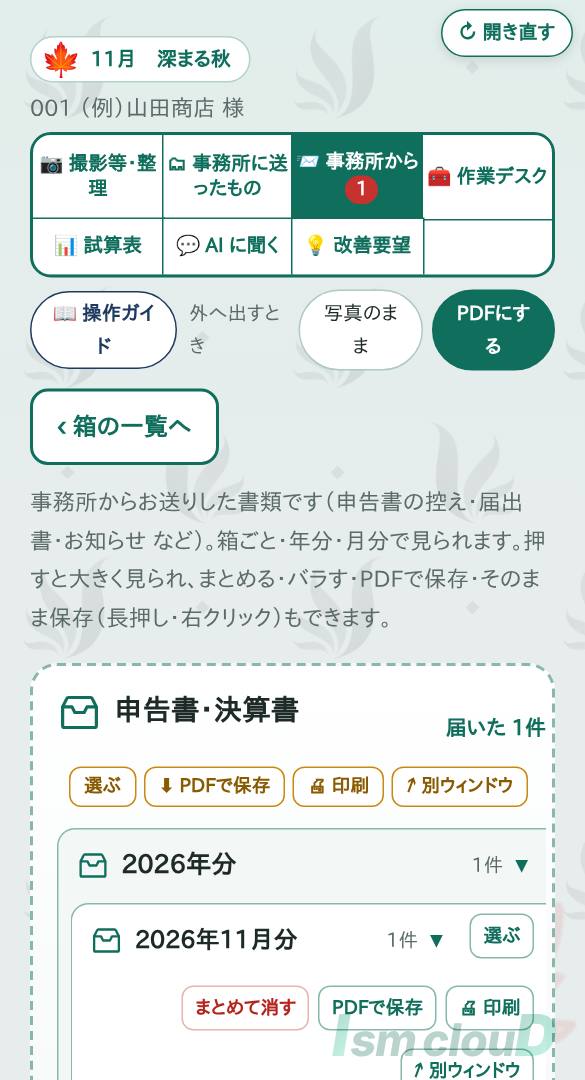 開き直す
11月 深まる秋
001 (例)山田商店 様
撮影等・整理
事務所に送ったもの
事務所から 1
作業デスク
試算表
AI に聞く
改善要望
操作ガイド
外へ出すとき
写真のまま
PDFにする
‹ 箱の一覧へ
事務所からお送りした書類です(申告書の控え・届出
書・お知らせ など)。箱ごと・年分・月分で見られます。押
すと大きく見られ、まとめる・バラす・PDFで保存・そのま
ま保存(長押し・右クリック)もできます。
申告書・決算書
届いた 1件
選ぶ
⬇ PDFで保存
印刷
↗ 別ウィンドウ
2026年分
1件 ▼
2026年11月分
1件 ▼
選ぶ
まとめて消す
PDFで保存
印刷
Ism clouD
↗ 別ウィンドウ